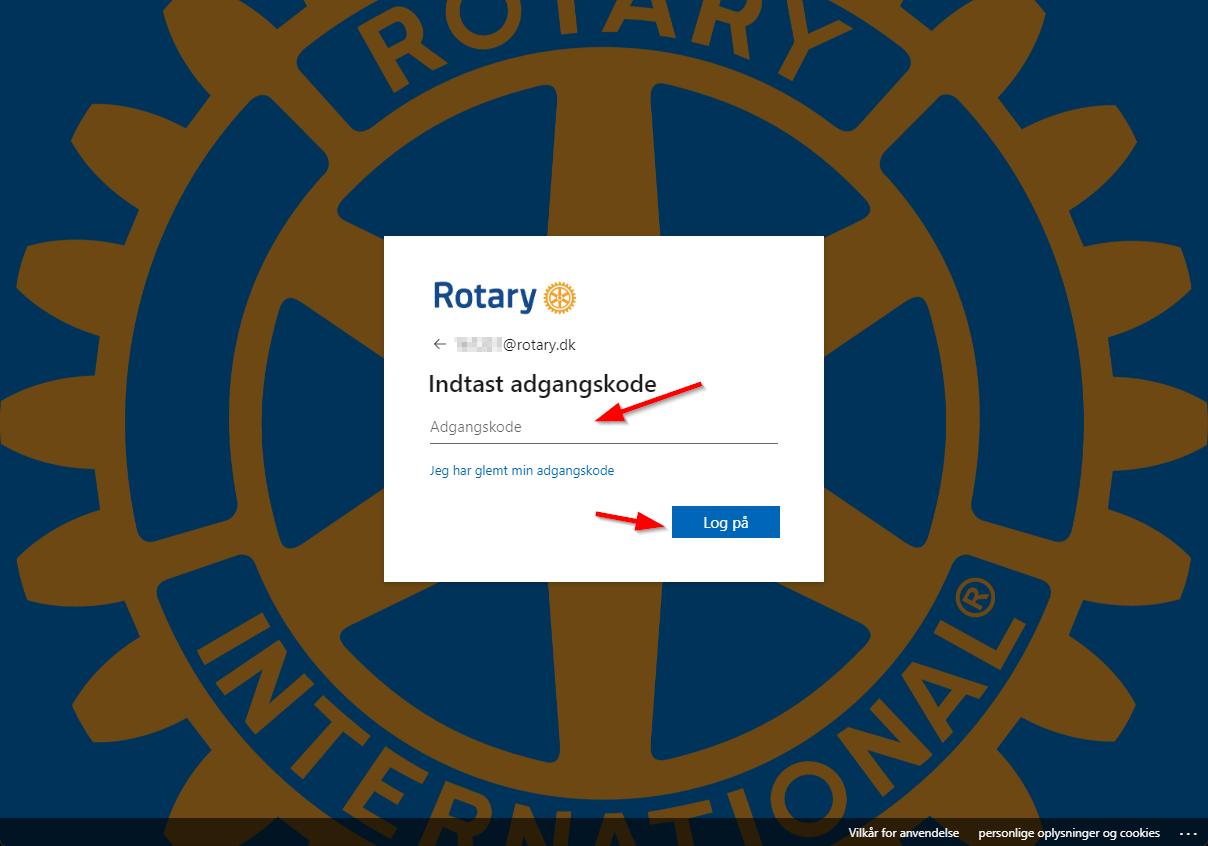 ROTARY
Rotary
@rotary.dk
Indtast adgangskode
Adgangskode
Jeg har glemt min adgangskode
Log på
INTERNATIONAL®
Vilkår for anvendelse personlige oplysninger og cookies ...